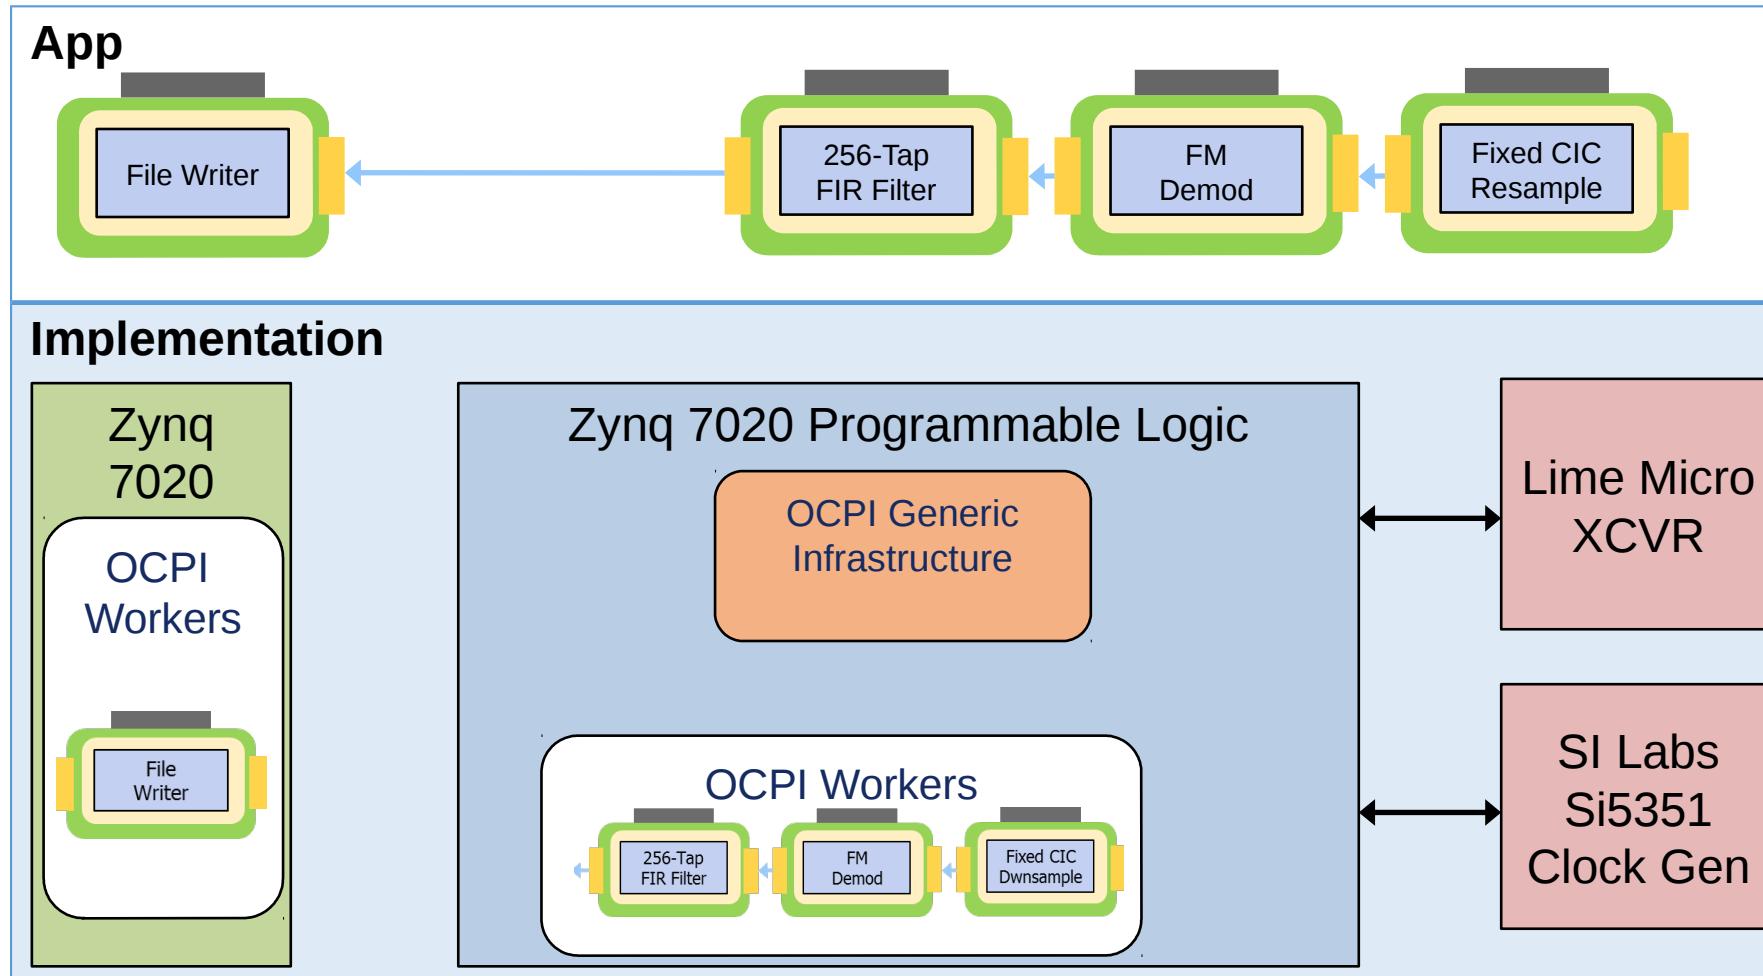 App
File Writer
256-Tap
FIR Filter
FM
Demod
Fixed CIC
Resample
Implementation
Zynq
7020
OCPI
Workers
File
Writer
Zynq 7020 Programmable Logic
OCPI Generic
Infrastructure
OCPI Workers
256-Tap
FIR Filter
FM
Demod
Fixed CIC
Dwnsample
Lime Micro
XCVR
SI Labs
Si5351
Clock Gen